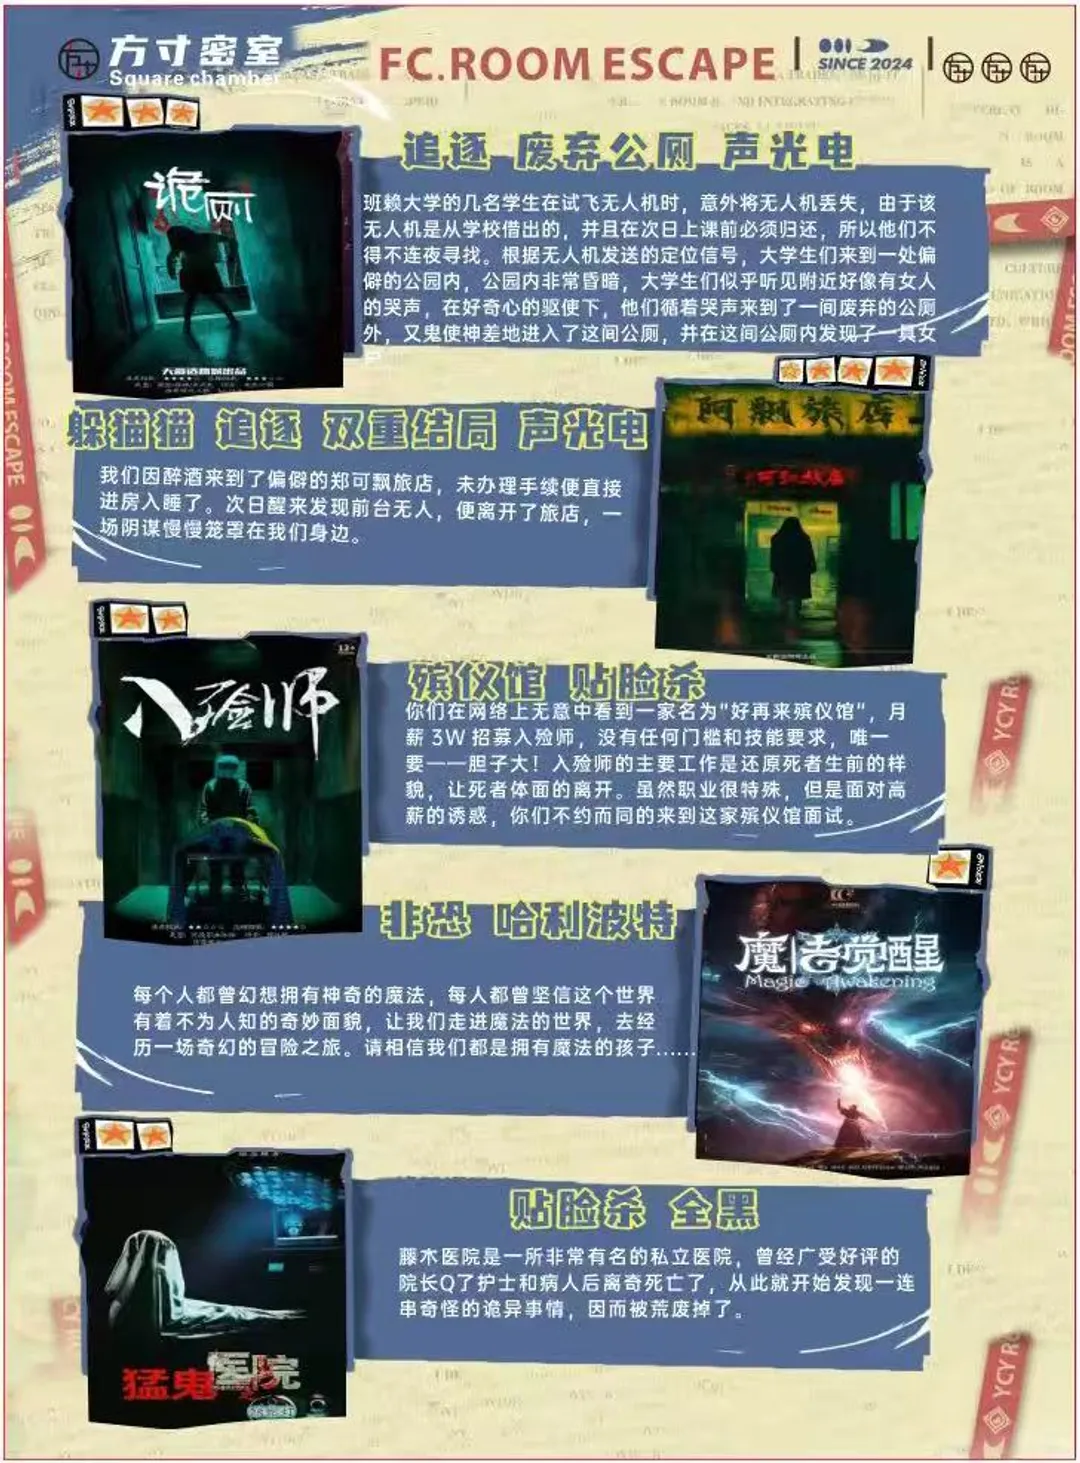 方寸密室
Square chamber
FC.ROOM ESCAPE
SINCE 2024
诡厕
追逐 废弃公厕 声光电
班赖大学的几名学生在试飞无人机时，意外将无人机丢失，由于该
无人机是从学校借出的，并且在次日上课前必须归还，所以他们不
得不连夜寻找。根据无人机发送的定位信号，大学生们来到一处偏
僻的公园内，公园内非常昏暗，大学生们似乎听见附近好像有女人
的哭声，在好奇心的驱使下，他们循着哭声来到了一间废弃的公厕
外，又鬼使神差地进入了这间公厕，并在这间公厕内发现了一具女
躲猫猫 追逐 双重结局 声光电
我们因醉酒来到了偏僻的郑可飘旅店，未办理手续便直接
进房入睡了。次日醒来发现前台无人，便离开了旅店，一
场阴谋慢慢笼罩在我们身边。
阿飘旅店
入殓师
12+
殡仪馆 贴脸杀
你们在网络上无意中看到一家名为"好再来殡仪馆"，月
薪 3W 招募入殓师，没有任何门槛和技能要求，唯一
要一一胆子大！入殓师的主要工作是还原死者生前的样
貌，让死者体面的离开。虽然职业很特殊，但是面对高
薪的诱惑，你们不约而同的来到这家殡仪馆面试。
非恐 哈利波特
每个人都曾幻想拥有神奇的魔法，每人都曾坚信这个世界
有着不为人知的奇妙面貌，让我们走进魔法的世界，去经
历一场奇幻的冒险之旅。请相信我们都是拥有魔法的孩子......
魔法觉醒
Magic Awakening
贴脸杀 全黑
藤木医院是一所非常有名的私立医院，曾经广受好评的
院长Q了护士和病人后离奇死亡了，从此就开始发现一连
串奇怪的诡异事情，因而被荒废掉了。
猛鬼医院